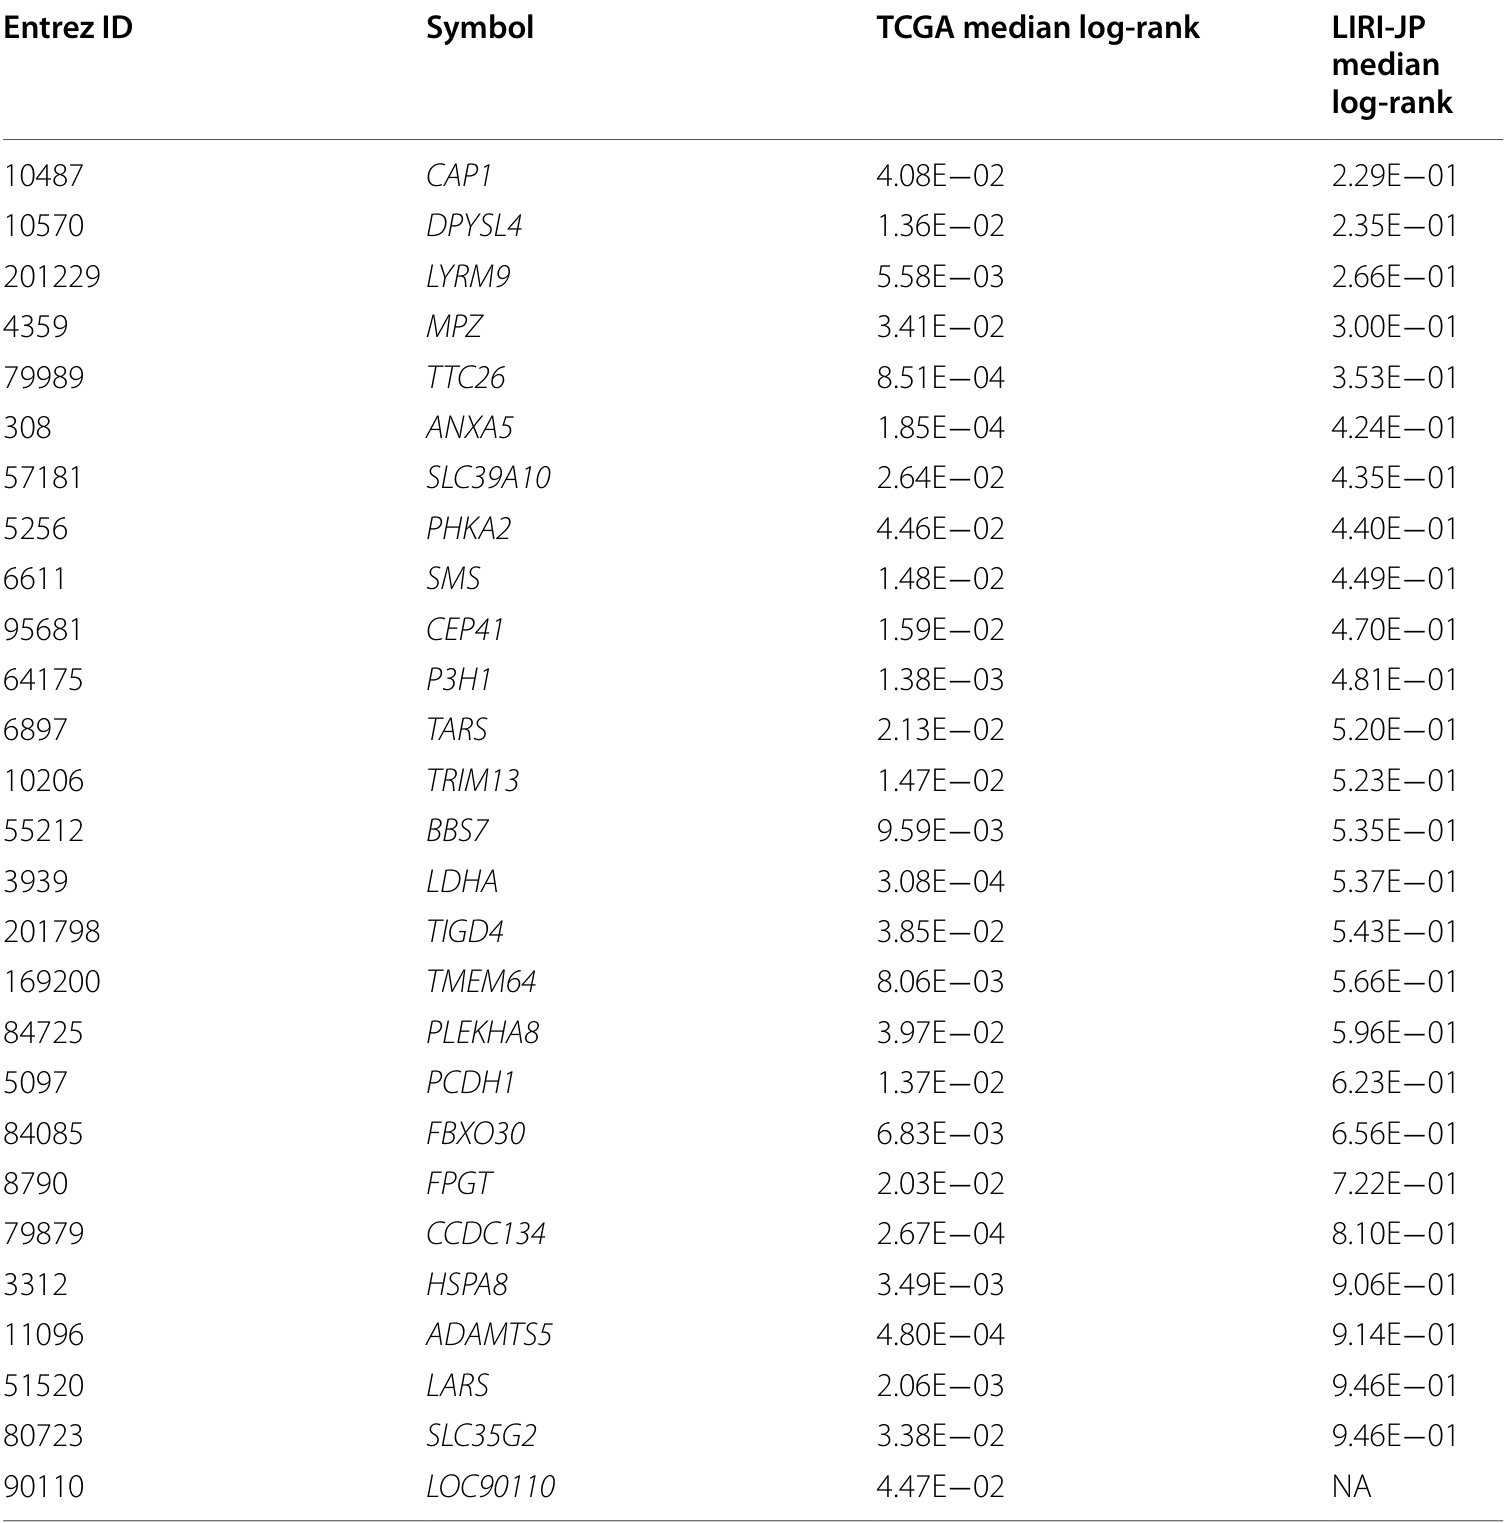 Entrez ID Symbol TCGA median log-rank LIRI-JP
median
log-rank
10487 CAP1 4.08E−02 2.29E−01
10570 DPYSL4 1.36E−02 2.35E−01
201229 LYRM9 5.58E−03 2.66E−01
4359 MPZ 3.41E−02 3.00E−01
79989 TTC26 8.51E−04 3.53E−01
308 ANXA5 1.85E−04 4.24E−01
57181 SLC39A10 2.64E−02 4.35E−01
5256 PHKA2 4.46E−02 4.40E−01
6611 SMS 1.48E−02 4.49E−01
95681 CEP41 1.59E−02 4.70E−01
64175 P3H1 1.38E−03 4.81E−01
6897 TARS 2.13E−02 5.20E−01
10206 TRIM13 1.47E−02 5.23E−01
55212 BBS7 9.59E−03 5.35E−01
3939 LDHA 3.08E−04 5.37E−01
201798 TIGD4 3.85E−02 5.43E−01
169200 TMEM64 8.06E−03 5.66E−01
84725 PLEKHA8 3.97E−02 5.96E−01
5097 PCDH1 1.37E−02 6.23E−01
84085 FBXO30 6.83E−03 6.56E−01
8790 FPGT 2.03E−02 7.22E−01
79879 CCDC134 2.67E−04 8.10E−01
3312 HSPA8 3.49E−03 9.06E−01
11096 ADAMTS5 4.80E−04 9.14E−01
51520 LARS 2.06E−03 9.46E−01
80723 SLC35G2 3.38E−02 9.46E−01
90110 LOC90110 4.47E−02 NA